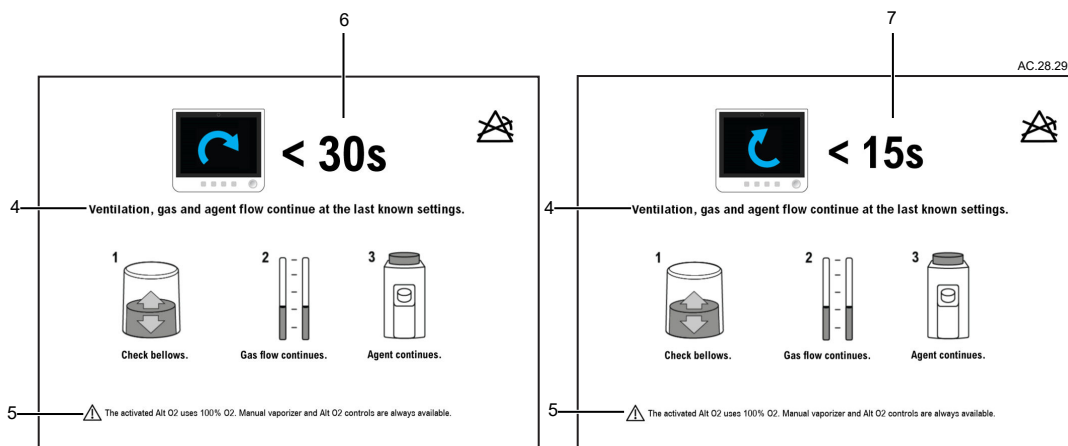 6
7
AC.28.29
< 30s
< 15s
4
Ventilation, gas and agent flow continue at the last known settings.
4
Ventilation, gas and agent flow continue at the last known settings.
1
2
3
1
2
3
Check bellows.
Gas flow continues.
Agent continues.
Check bellows.
Gas flow continues.
Agent continues.
5
The activated Alt O2 uses 100% O2. Manual vaporizer and Alt O2 controls are always available.
5
The activated Alt O2 uses 100% O2. Manual vaporizer and Alt O2 controls are always available.